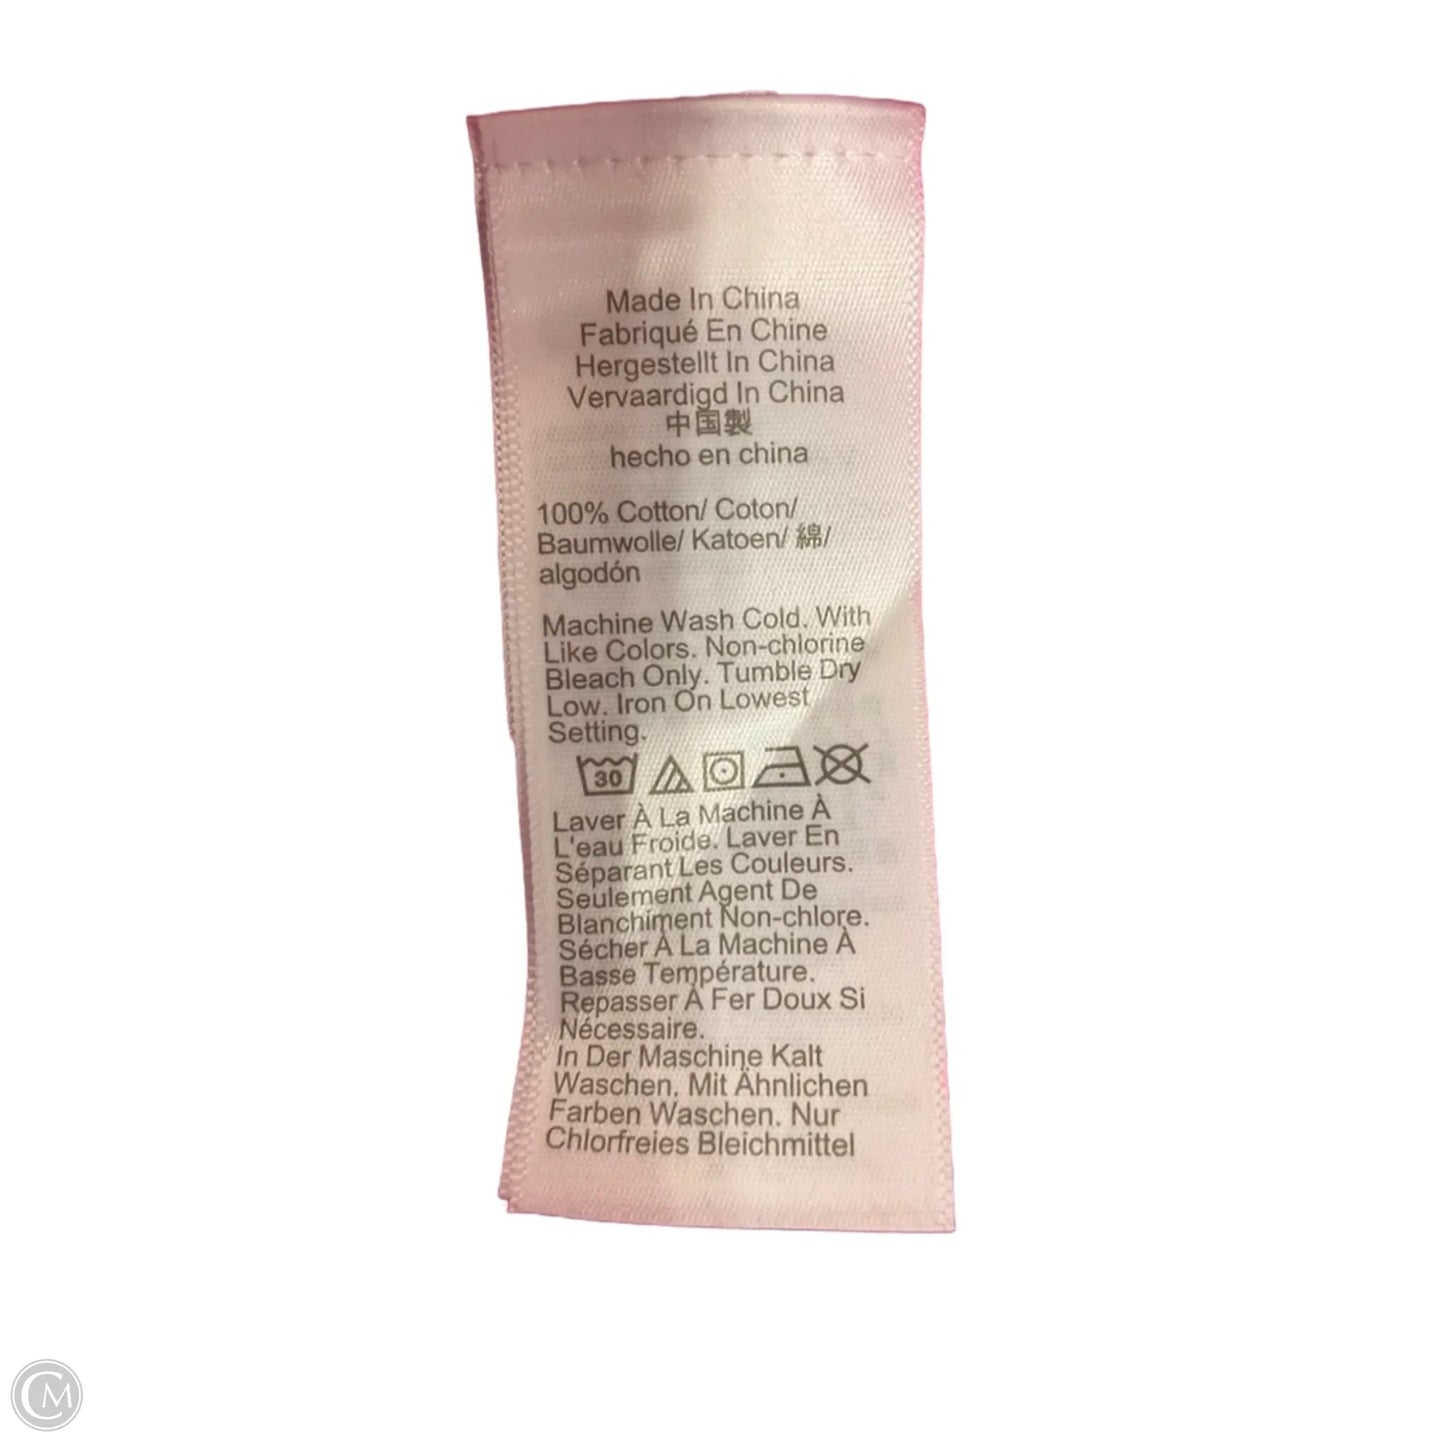 Made In China
Fabriqué En Chine
Hergestellt In China
Vervaardigd In China
中国製
hecho en china
100% Cotton/ Coton/
Baumwolle/ Katoen/ 綿/
algodón
Machine Wash Cold. With
Like Colors. Non-chlorine
Bleach Only. Tumble Dry
Low. Iron On Lowest
Setting.
30
Laver À La Machine À
L'eau Froide. Laver En
Séparant Les Couleurs.
Seulement Agent De
Blanchiment Non-chlore.
Sécher À La Machine À
Basse Température.
Repasser À Fer Doux Si
Nécessaire.
In Der Maschine Kalt
Waschen. Mit Ähnlichen
Farben Waschen. Nur
Chlorfreies Bleichmittel
CM